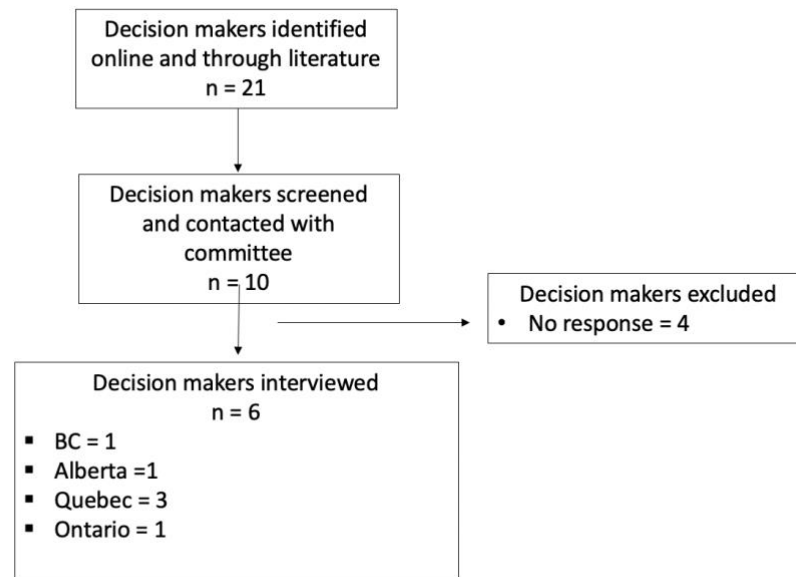 Decision makers identified
online and through literature
n = 21
Decision makers screened
and contacted with
committee
n = 10
Decision makers excluded
• No response = 4
Decision makers interviewed
n = 6
▪ BC = 1
▪ Alberta =1
▪ Quebec = 3
▪ Ontario = 1